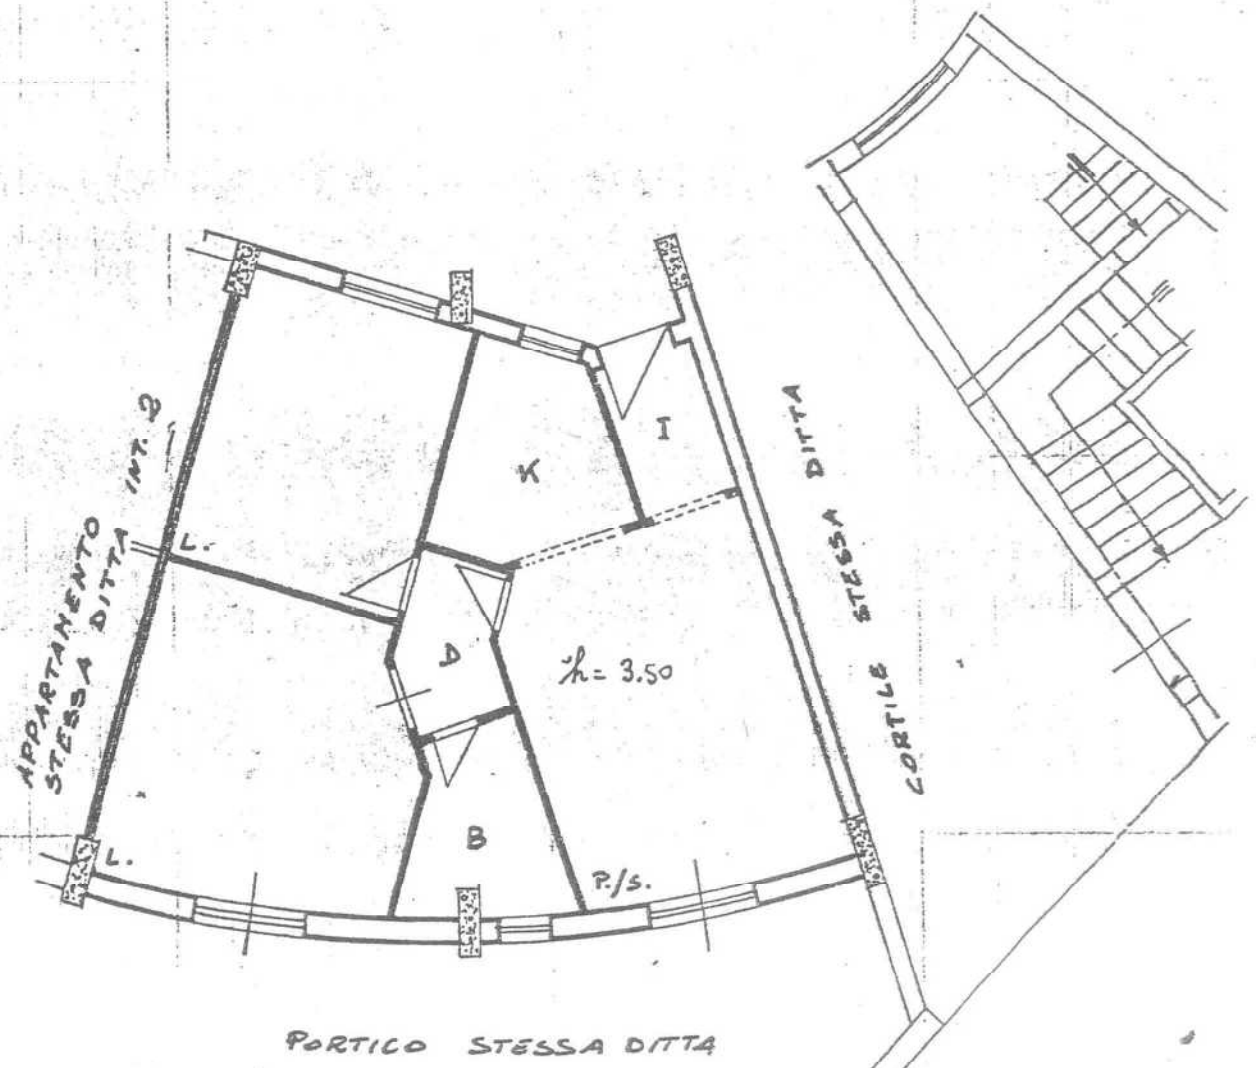 APPARTAMENTO
STESSA DITTA INT. 2
L.
K
I
D
h = 3.50
CORTILE STESSA DITTA
L.
B
P./S.
PORTICO STESSA DITTA